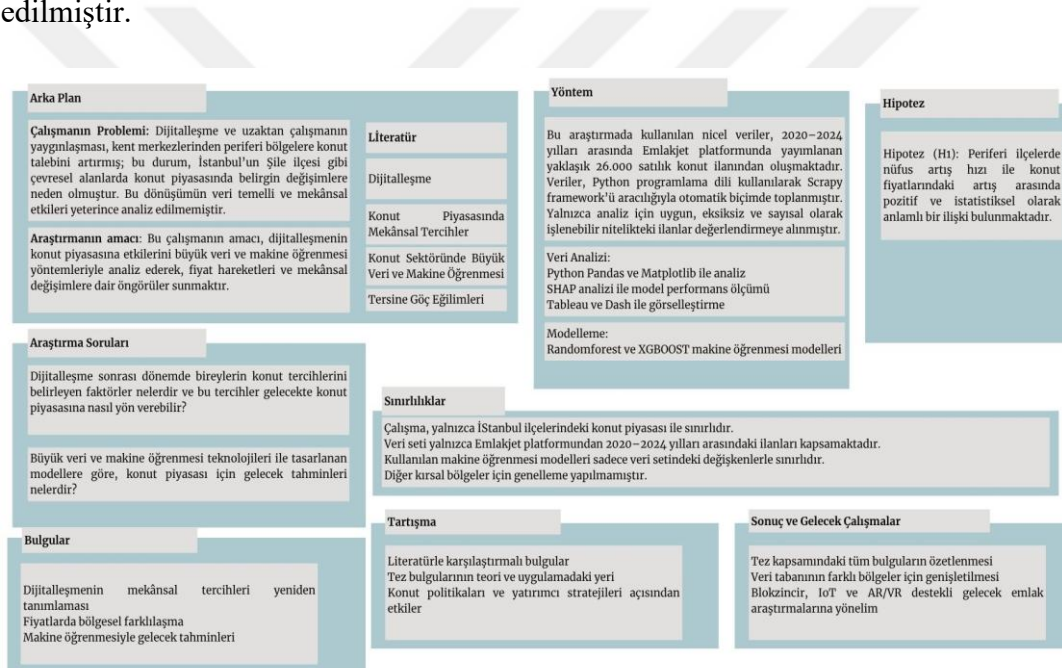 edilmiştir.
Arka Plan
Çalışmanın Problemi: Dijitalleşme ve uzaktan çalışmanın
yaygınlaşması, kent merkezlerinden periferi bölgelere konut
talebini artırmış; bu durum, İstanbul'un Şile ilçesi gibi
çevresel alanlarda konut piyasasında belirgin değişimlere
neden olmuştur. Bu dönüşümün veri temelli ve mekânsal
etkileri yeterince analiz edilmemiştir.
Araştırmanın amacı: Bu çalışmanın amacı, dijitalleşmenin
konut piyasasına etkilerini büyük veri ve makine öğrenmesi
yöntemleriyle analiz ederek, fiyat hareketleri ve mekânsal
değişimlere dair öngörüler sunmaktır.
Lİteratür
Dijitalleşme
Konut Piyasasında
Mekânsal Tercihler
Konut Sektöründe Büyük
Veri ve Makine Öğrenmesi
Tersine Göç Eğilimleri
Yöntem
Bu araştırmada kullanılan nicel veriler, 2020–2024
yılları arasında Emlakjet platformunda yayımlanan
yaklaşık 26.000 satılık konut ilanından oluşmaktadır.
Veriler, Python programlama dili kullanılarak Scrapy
framework'ü aracılığıyla otomatik biçimde toplanmıştır.
Yalnızca analiz için uygun, eksiksiz ve sayısal olarak
işlenebilir nitelikteki ilanlar değerlendirmeye alınmıştır.
Veri Analizi:
Python Pandas ve Matplotlib ile analiz
SHAP analizi ile model performans ölçümü
Tableau ve Dash ile görselleştirme
Modelleme:
Randomforest ve XGBOOST makine öğrenmesi modelleri
Hipotez
Hipotez (H1): Periferi ilçelerde
nüfus artış hızı ile konut
fiyatlarındaki artış arasında
pozitif ve istatistiksel olarak
anlamlı bir ilişki bulunmaktadır.
Araştırma Soruları
Dijitalleşme sonrası dönemde bireylerin konut tercihlerini
belirleyen faktörler nelerdir ve bu tercihler gelecekte konut
piyasasına nasıl yön verebilir?
Büyük veri ve makine öğrenmesi teknolojileri ile tasarlanan
modellere göre, konut piyasası için gelecek tahminleri
nelerdir?
Sınırlılıklar
Çalışma, yalnızca İStanbul ilçelerindeki konut piyasası ile sınırlıdır.
Veri seti yalnızca Emlakjet platformundan 2020–2024 yılları arasındaki ilanları kapsamaktadır.
Kullanılan makine öğrenmesi modelleri sadece veri setindeki değişkenlerle sınırlıdır.
Diğer kırsal bölgeler için genelleme yapılmamıştır.
Bulgular
Dijitalleşmenin mekânsal tercihleri yeniden
tanımlaması
Fiyatlarda bölgesel farklılaşma
Makine öğrenmesiyle gelecek tahminleri
Tartışma
Literatürle karşılaştırmalı bulgular
Tez bulgularının teori ve uygulamadaki yeri
Konut politikaları ve yatırımcı stratejileri açısından
etkiler
Sonuç ve Gelecek Çalışmalar
Tez kapsamındaki tüm bulguların özetlenmesi
Veri tabanının farklı bölgeler için genişletilmesi
Blokzincir, IoT ve AR/VR destekli gelecek emlak
araştırmalarına yönelim